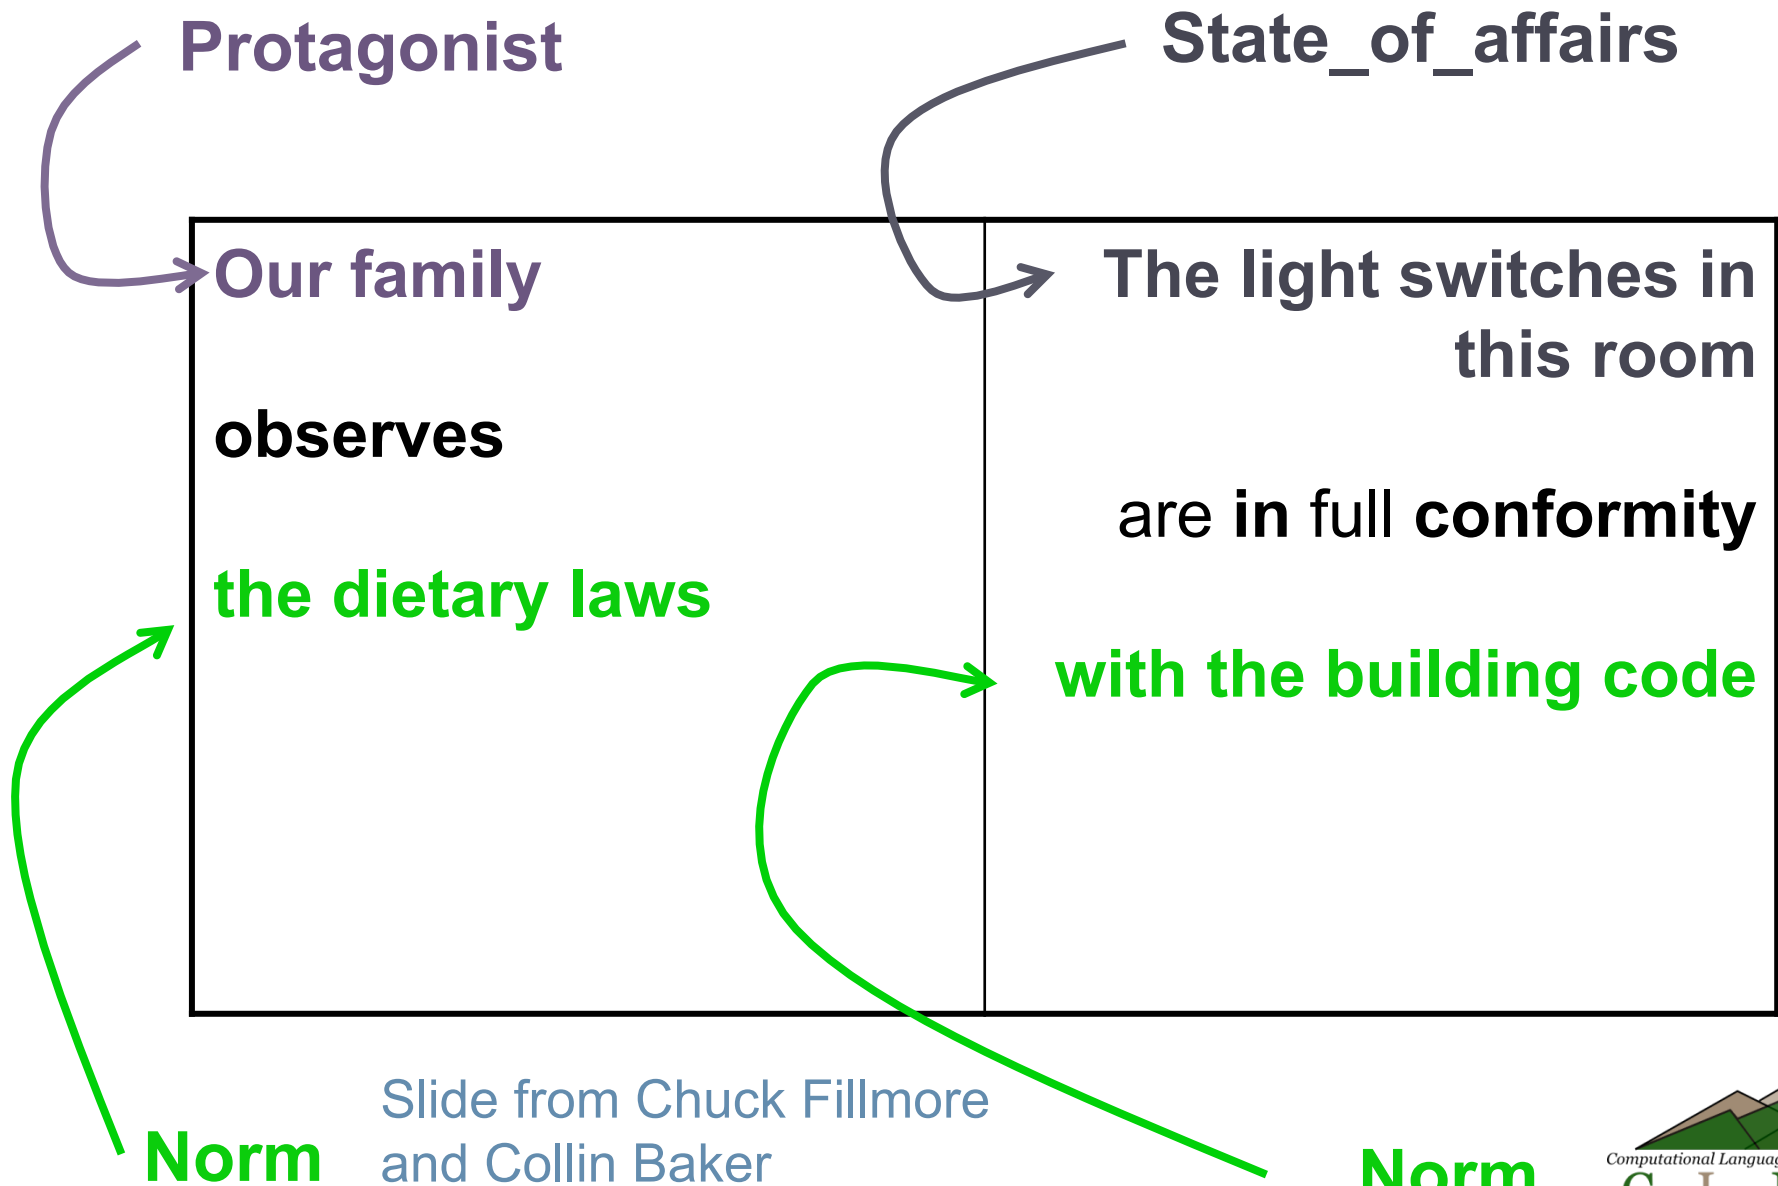 Protagonist
State_of_affairs
Our family
observes
the dietary laws
The light switches in
this room
are in full conformity
with the building code
Norm
Slide from Chuck Fillmore
and Collin Baker
Norm
Computational